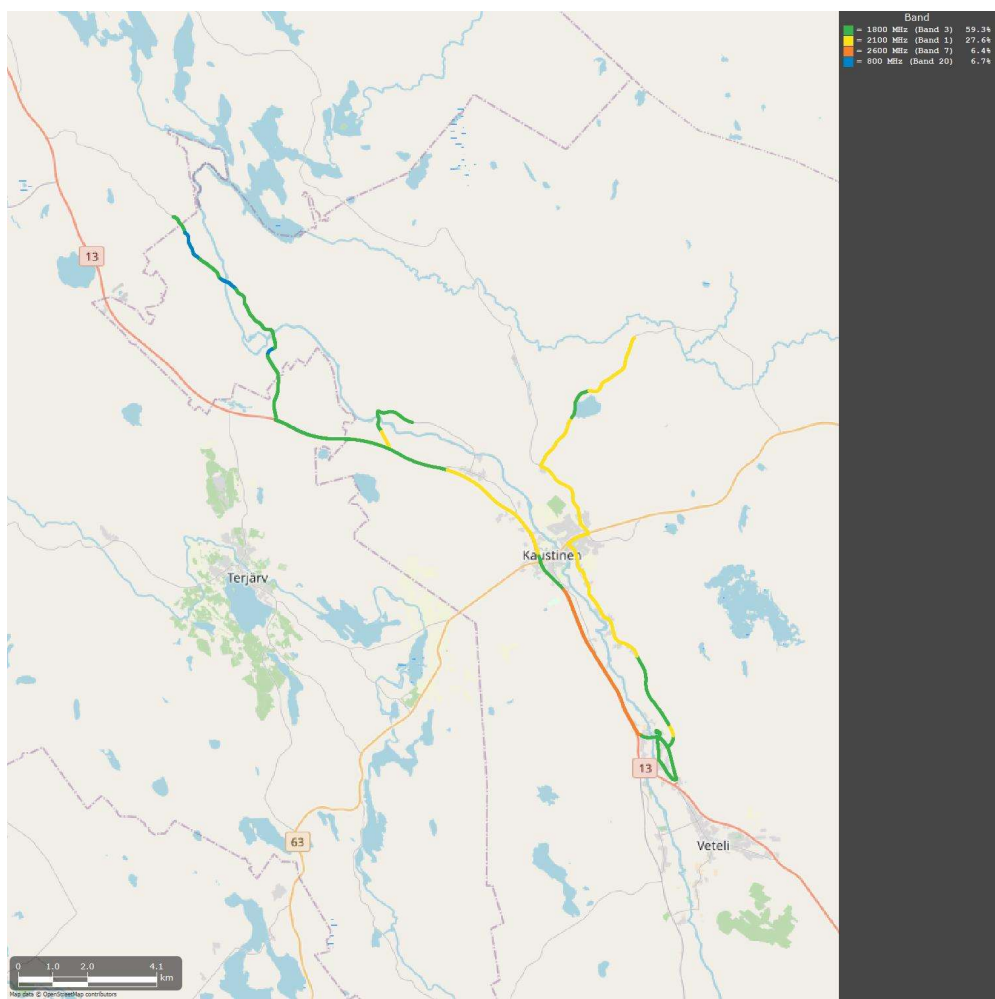 Band
= 1800 MHz (Band 3) 59.3%
= 2100 MHz (Band 1) 27.6%
= 2600 MHz (Band 7) 6.4%
= 800 MHz (Band 20) 6.7%
13
Kaustinen
Terjärv
13
63
Veteli
0 1.0 2.0 4.1
km
Map data © OpenStreetMap contributors